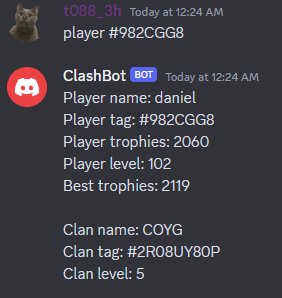 t088_3h Today at 12:24 AM
player #982CGG8
ClashBot BOT Today at 12:24 AM
Player name: daniel
Player tag: #982CGG8
Player trophies: 2060
Player level: 102
Best trophies: 2119
Clan name: COYG
Clan tag: #2R08UY80P
Clan level: 5